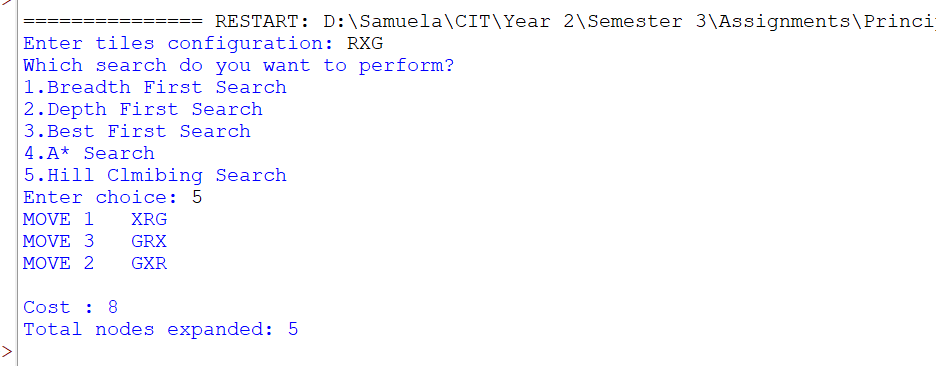 =============== RESTART: D:\Samuela\CIT\Year 2\Semester 3\Assignments\Princi
Enter tiles configuration: RXG
Which search do you want to perform?
1.Breadth First Search
2.Depth First Search
3.Best First Search
4.A* Search
5.Hill Clmibing Search
Enter choice: 5
MOVE 1   XRG
MOVE 3   GRX
MOVE 2   GXR
Cost : 8
Total nodes expanded: 5
>